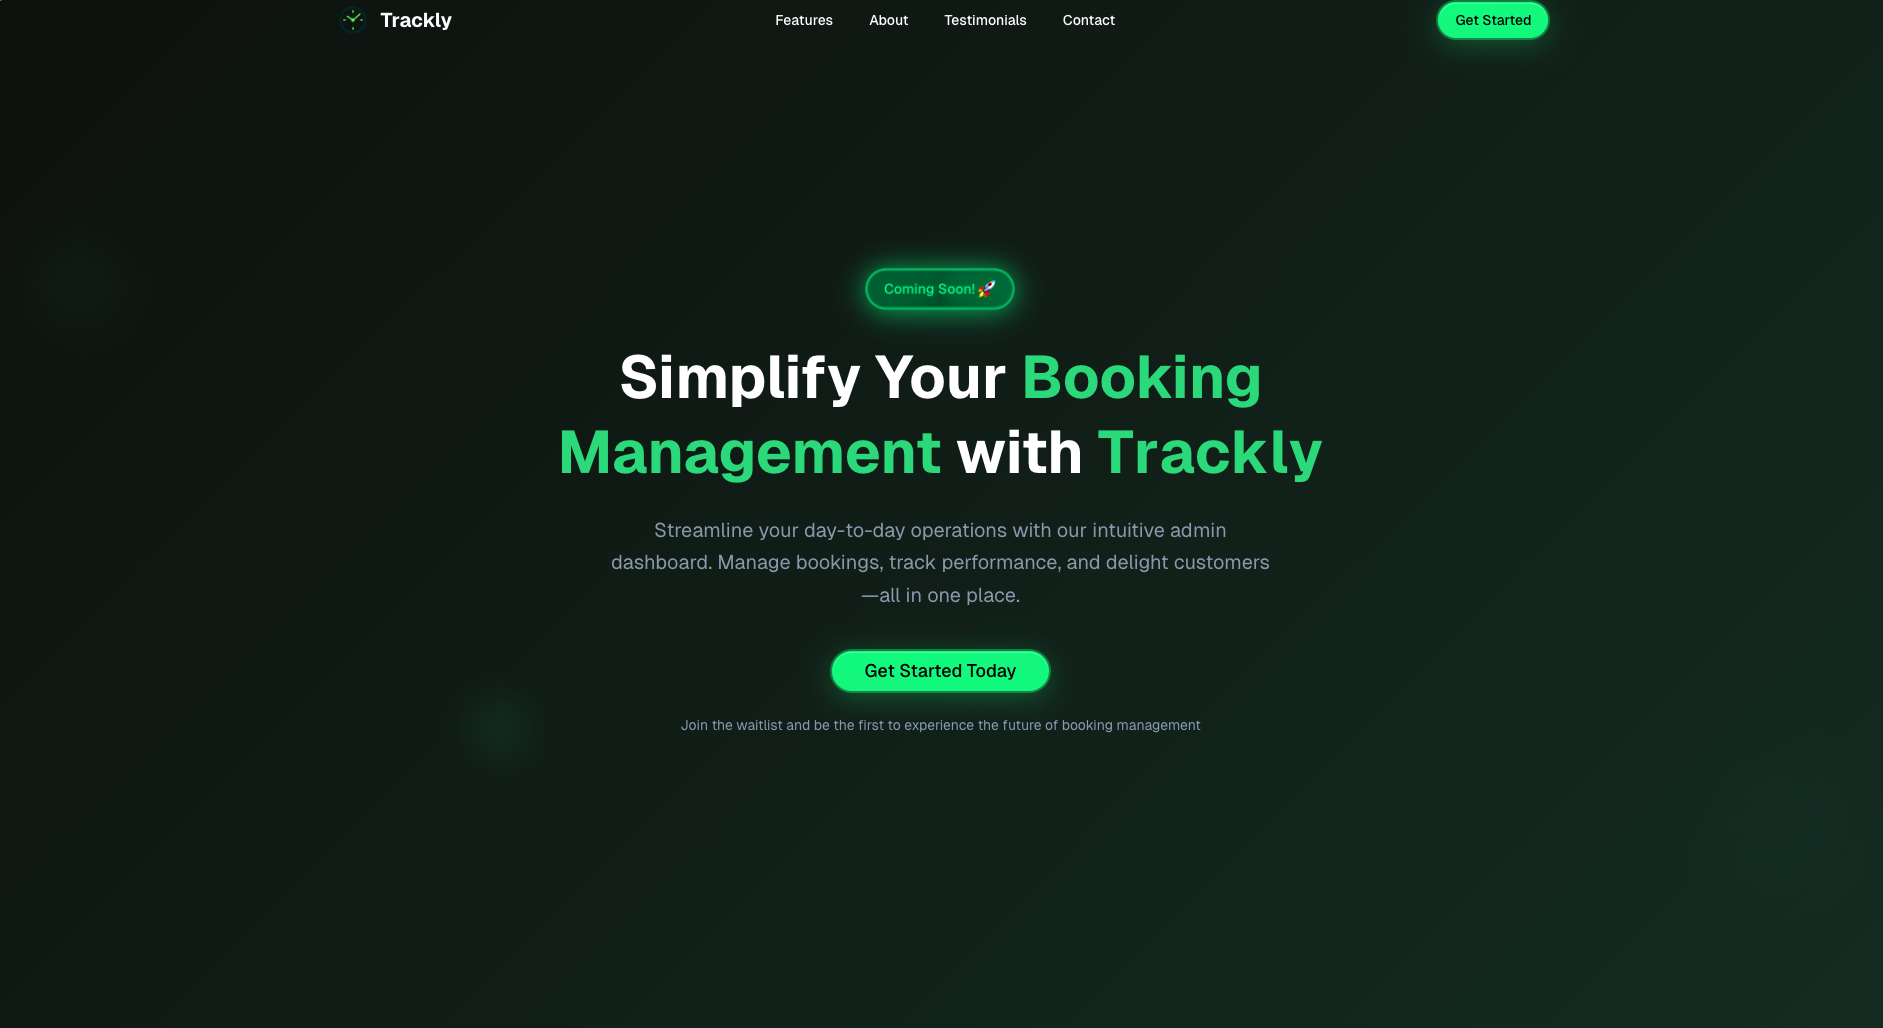 Trackly
Features
About
Testimonials
Contact
Get Started
Coming Soon! 🚀
Simplify Your Booking
Management with Trackly
Streamline your day-to-day operations with our intuitive admin
dashboard. Manage bookings, track performance, and delight customers
—all in one place.
Get Started Today
Join the waitlist and be the first to experience the future of booking management